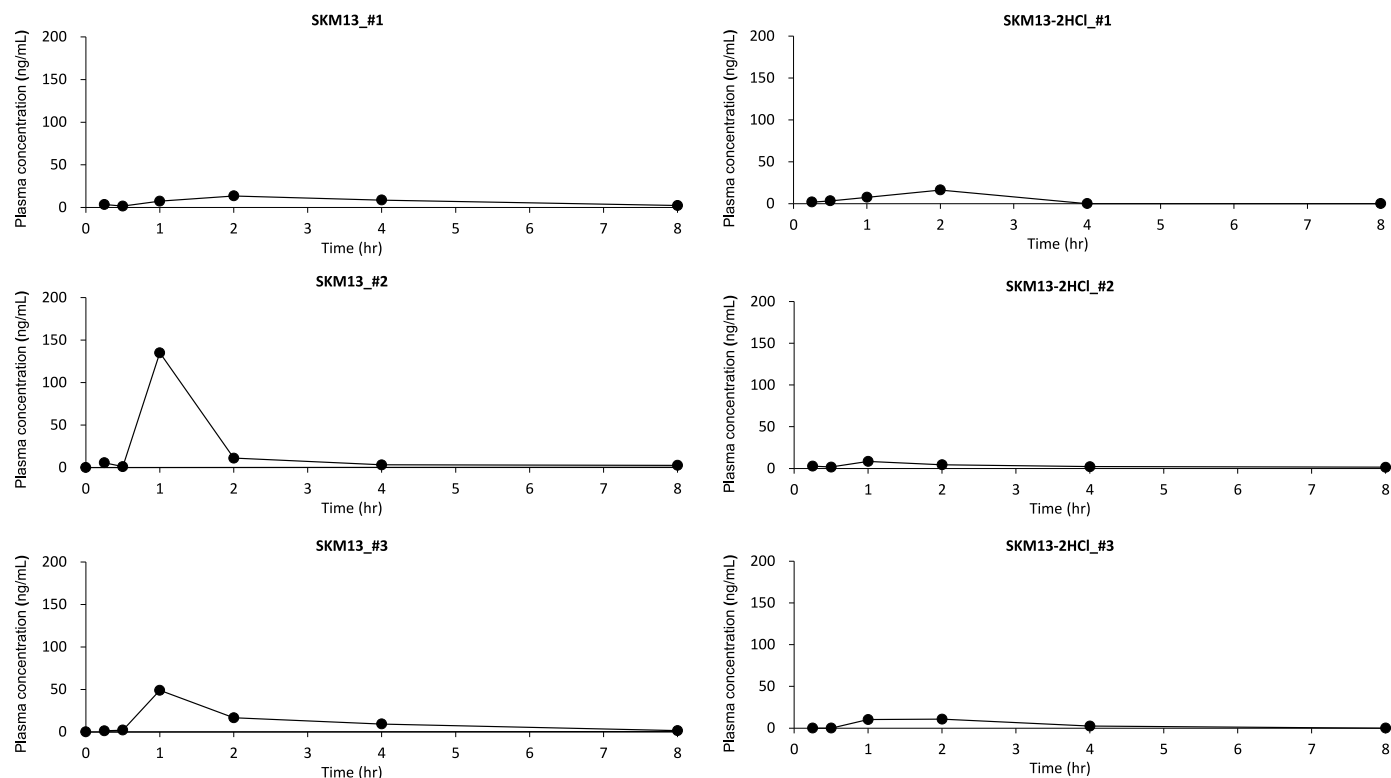 SKM13_#1
Plasma concentration (ng/mL)
200
150
100
50
0
0 1 2 3 4 5 6 7 8
Time (hr)
SKM13-2HCl_#1
Plasma concentration (ng/mL)
200
150
100
50
0
0 1 2 3 4 5 6 7 8
Time (hr)
SKM13_#2
Plasma concentration (ng/mL)
200
150
100
50
0
0 1 2 3 4 5 6 7 8
Time (hr)
SKM13-2HCl_#2
Plasma concentration (ng/mL)
200
150
100
50
0
0 1 2 3 4 5 6 7 8
Time (hr)
SKM13_#3
Plasma concentration (ng/mL)
200
150
100
50
0
0 1 2 3 4 5 6 7 8
Time (hr)
SKM13-2HCl_#3
Plasma concentration (ng/mL)
200
150
100
50
0
0 1 2 3 4 5 6 7 8
Time (hr)